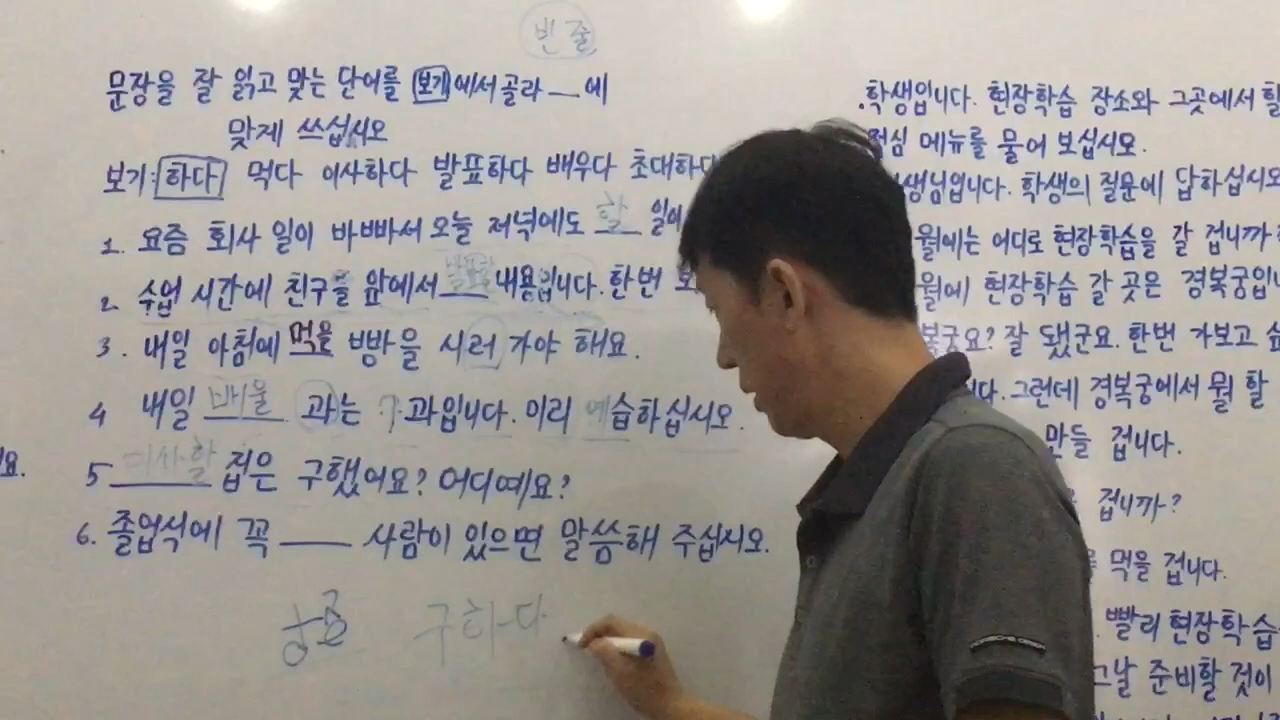 빈 줄
문장을 잘 읽고 맞는 단어를 보기 에서 골라 __에
맞게 쓰십시오
보기: 하다 먹다 이사하다 발표하다 배우다 초대하다
1. 요즘 회사 일이 바빠서 오늘 저녁에도 할 일이
2. 수업 시간에 친구들 앞에서 발표할 내용입니다. 한번
3. 내일 아침에 먹을 빵을 사러 가야 해요.
4 내일 배울 과는 7과입니다. 미리 예습하십시오.
5 이사할 집은 구했어요? 어디예요?
6. 졸업식에 꼭 ____ 사람이 있으면 말씀해 주십시오.
구하다
학생입니다. 현장학습 장소와 그곳에서 할
점심 메뉴를 물어 보십시오.
선생님입니다. 학생의 질문에 답하십시오
월에는 어디로 현장학습을 갈 겁니까
월에 현장학습 갈 곳은 경복궁입니
복궁요? 잘 됐군요. 한번 가보고 싶
다. 그런데 경복궁에서 뭘 할
만들 겁니다.
겁니까?
먹을 겁니다.
빨리 현장학습
그날 준비할 것이
요.